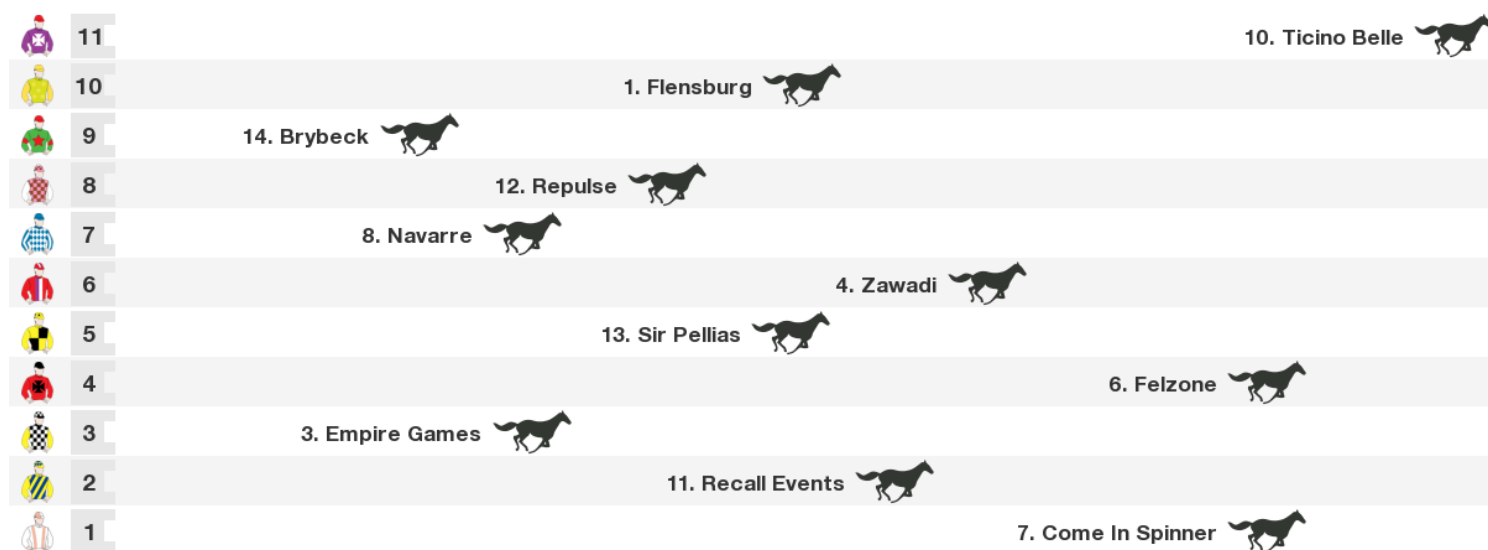 11 10. Ticino Belle
10 1. Flensburg
9 14. Brybeck
8 12. Repulse
7 8. Navarre
6 4. Zawadi
5 13. Sir Pellias
4 6. Felzone
3 3. Empire Games
2 11. Recall Events
1 7. Come In Spinner